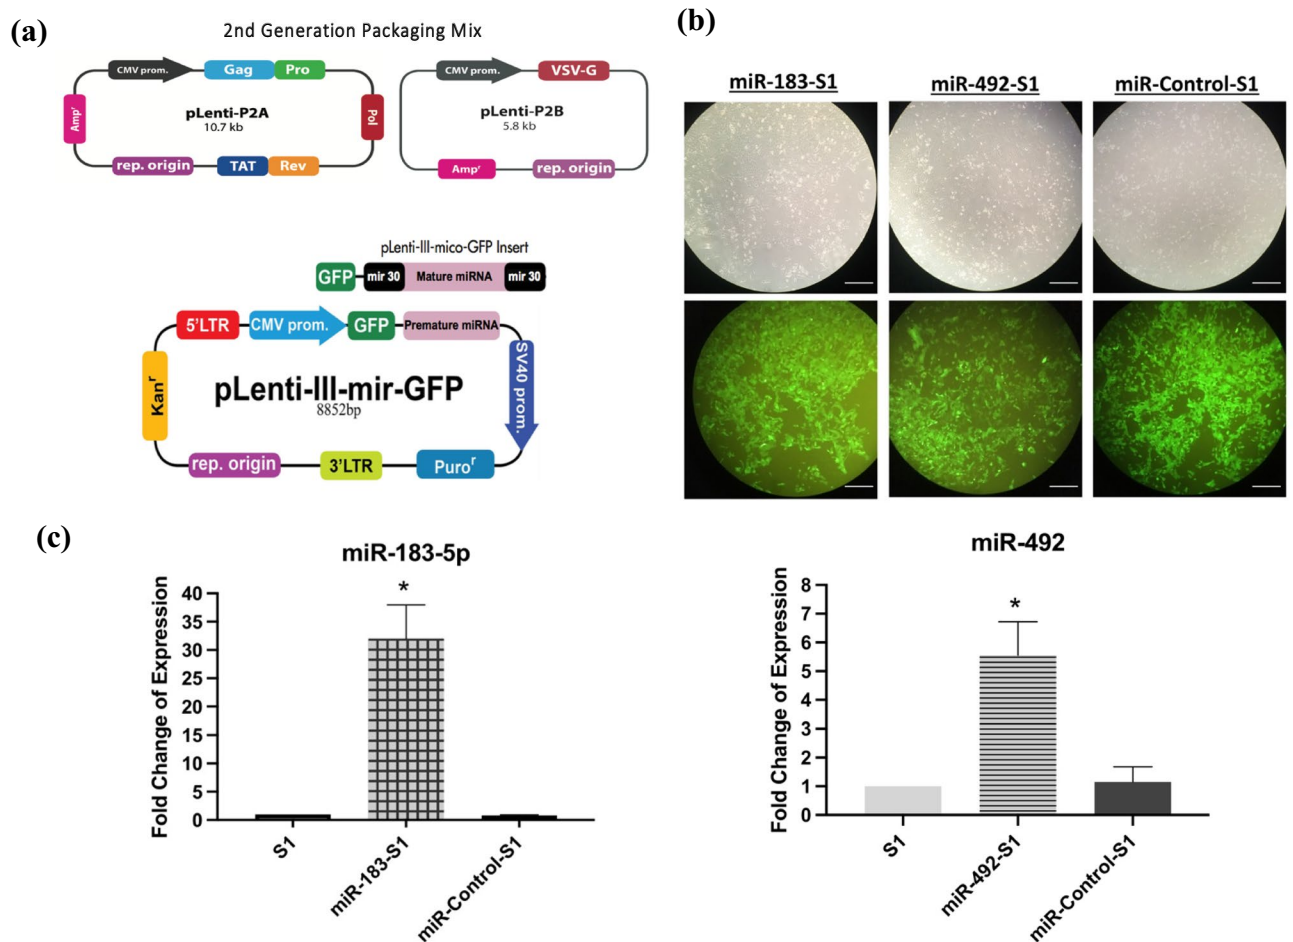 (a)
2nd Generation Packaging Mix
CMV prom.
Gag
Pro
Ampʳ
pLenti-P2A
10.7 kb
Pol
rep. origin
TAT
Rev
CMV prom.
VSV-G
pLenti-P2B
5.8 kb
Ampʳ
rep. origin
pLenti-III-mico-GFP Insert
GFP
mir 30
Mature miRNA
mir 30
5'LTR
CMV prom.
GFP
Premature miRNA
Kanʳ
pLenti-III-mir-GFP
8852bp
SV40 prom.
rep. origin
3'LTR
Puroʳ
(b)
miR-183-S1
miR-492-S1
miR-Control-S1
(c)
miR-183-5p
Fold Change of Expression
40
35
30
25
20
15
10
5
0
*
S1
miR-183-S1
miR-Control-S1
miR-492
Fold Change of Expression
8
7
6
5
4
3
2
1
0
*
S1
miR-492-S1
miR-Control-S1